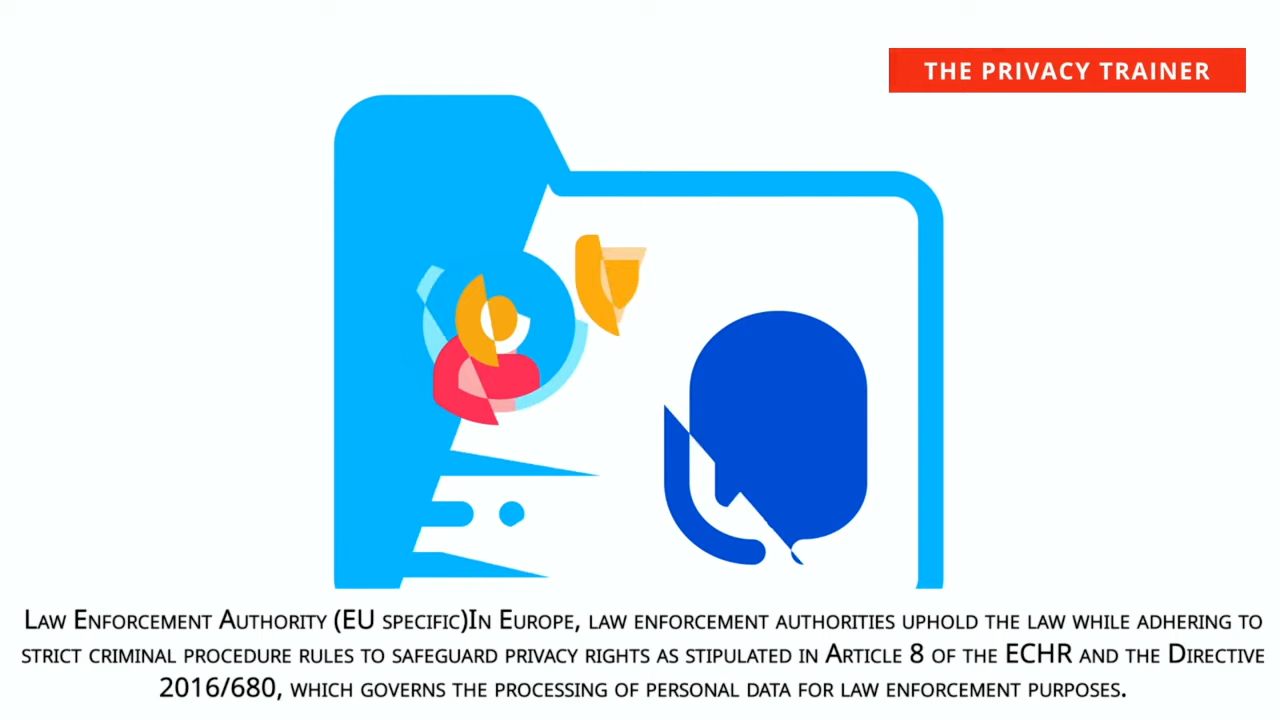 THE PRIVACY TRAINER
Law Enforcement Authority (EU specific)In Europe, law enforcement authorities uphold the law while adhering to
strict criminal procedure rules to safeguard privacy rights as stipulated in Article 8 of the ECHR and the Directive
2016/680, which governs the processing of personal data for law enforcement purposes.